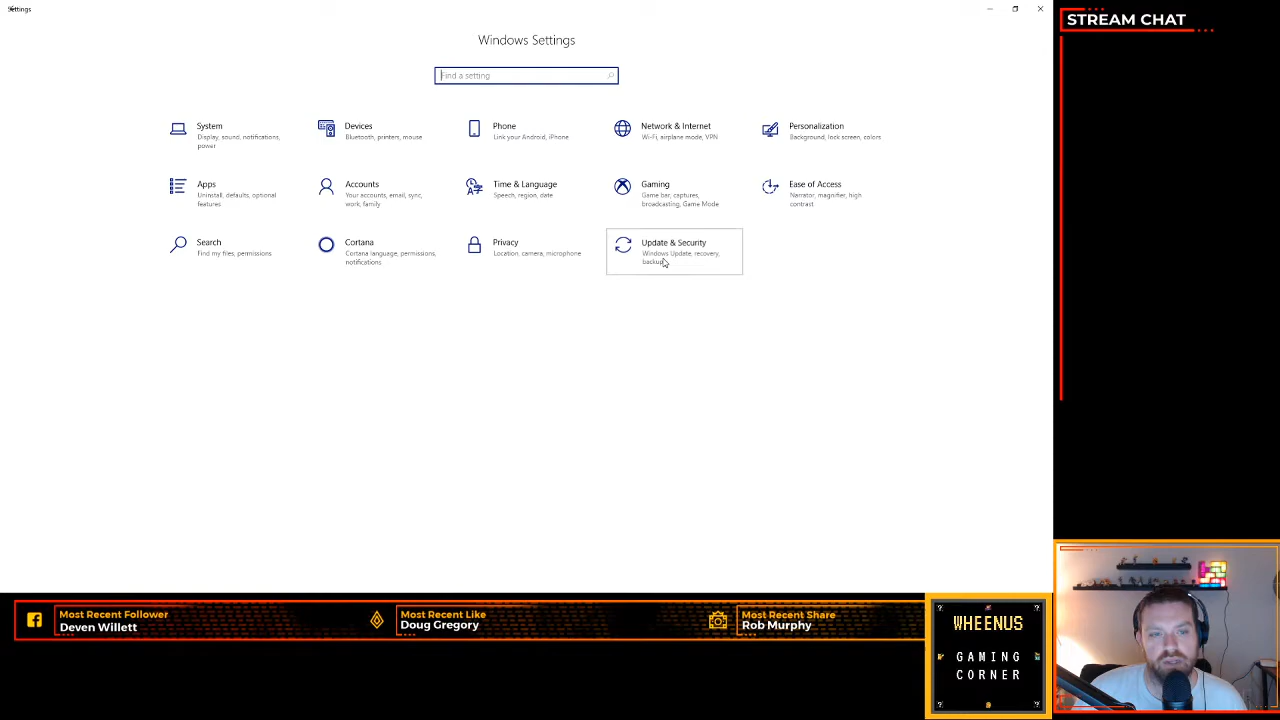 Settings
Windows Settings
Find a setting
System
Display, sound, notifications,
power
Devices
Bluetooth, printers, mouse
Phone
Link your Android, iPhone
Network & Internet
Wi-Fi, airplane mode, VPN
Personalization
Background, lock screen, colors
Apps
Uninstall, defaults, optional
features
Accounts
Your accounts, email, sync,
work, family
Time & Language
Speech, region, date
Gaming
Game bar, captures,
broadcasting, Game Mode
Ease of Access
Narrator, magnifier, high
contrast
Search
Find my files, permissions
Cortana
Cortana language, permissions,
notifications
Privacy
Location, camera, microphone
Update & Security
Windows Update, recovery,
backup
STREAM CHAT
Most Recent Follower
Deven Willett
Most Recent Like
Doug Gregory
Most Recent Share
Rob Murphy
WHEENUS
GAMING
CORNER